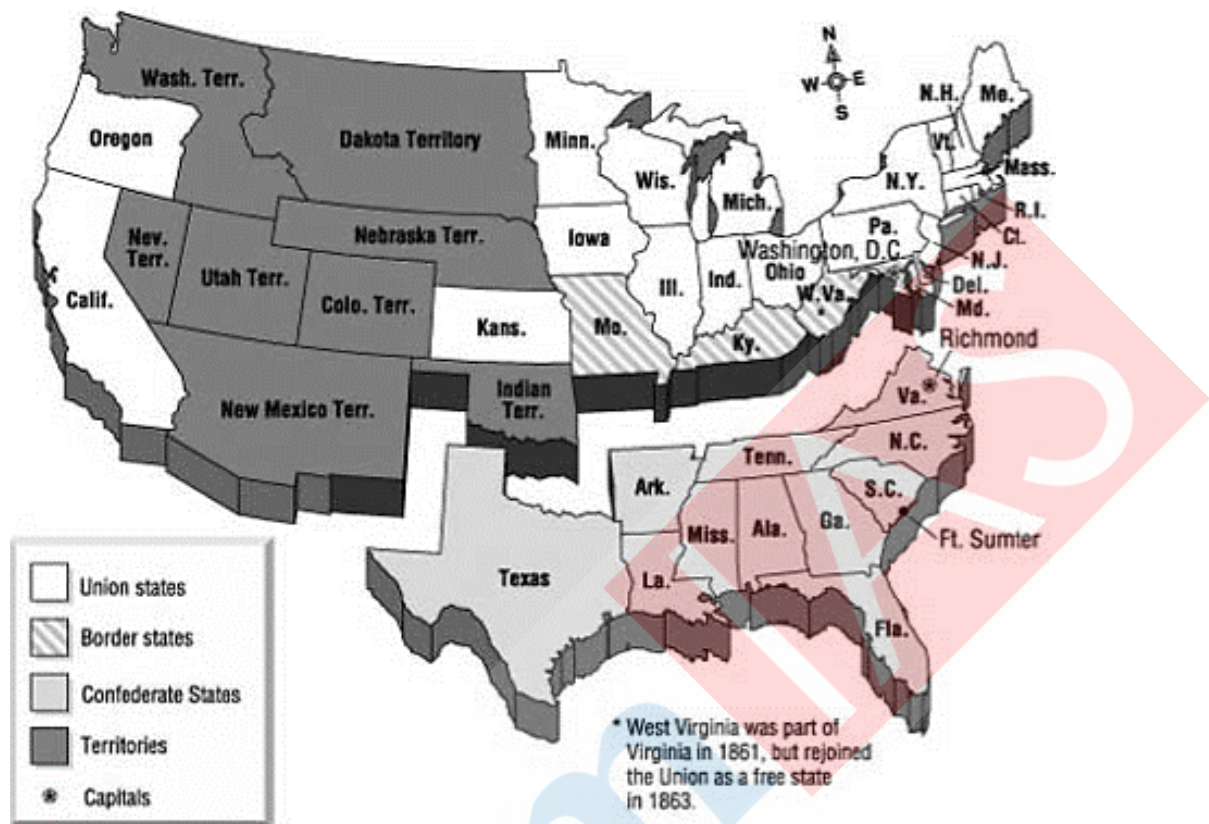 N
W
E
S
Wash. Terr.
Oregon
Dakota Territory
Minn.
Wis.
Mich.
N.H.
Me.
Vt.
Mass.
N.Y.
R.I.
Ct.
Pa.
N.J.
Washington, D.C.
Del.
Md.
Nev.
Terr.
Utah Terr.
Nebraska Terr.
Iowa
Colo. Terr.
Calif.
Kans.
Ill.
Ind.
Ohio
W.Va.
*
Mo.
Ky.
Richmond
Va.
New Mexico Terr.
Indian
Terr.
Tenn.
N.C.
Ark.
S.C.
Miss.
Ala.
Ga.
Ft. Sumter
Texas
La.
Fla.
Union states
Border states
Confederate States
Territories
Capitals
* West Virginia was part of
Virginia in 1861, but rejoined
the Union as a free state
in 1863.